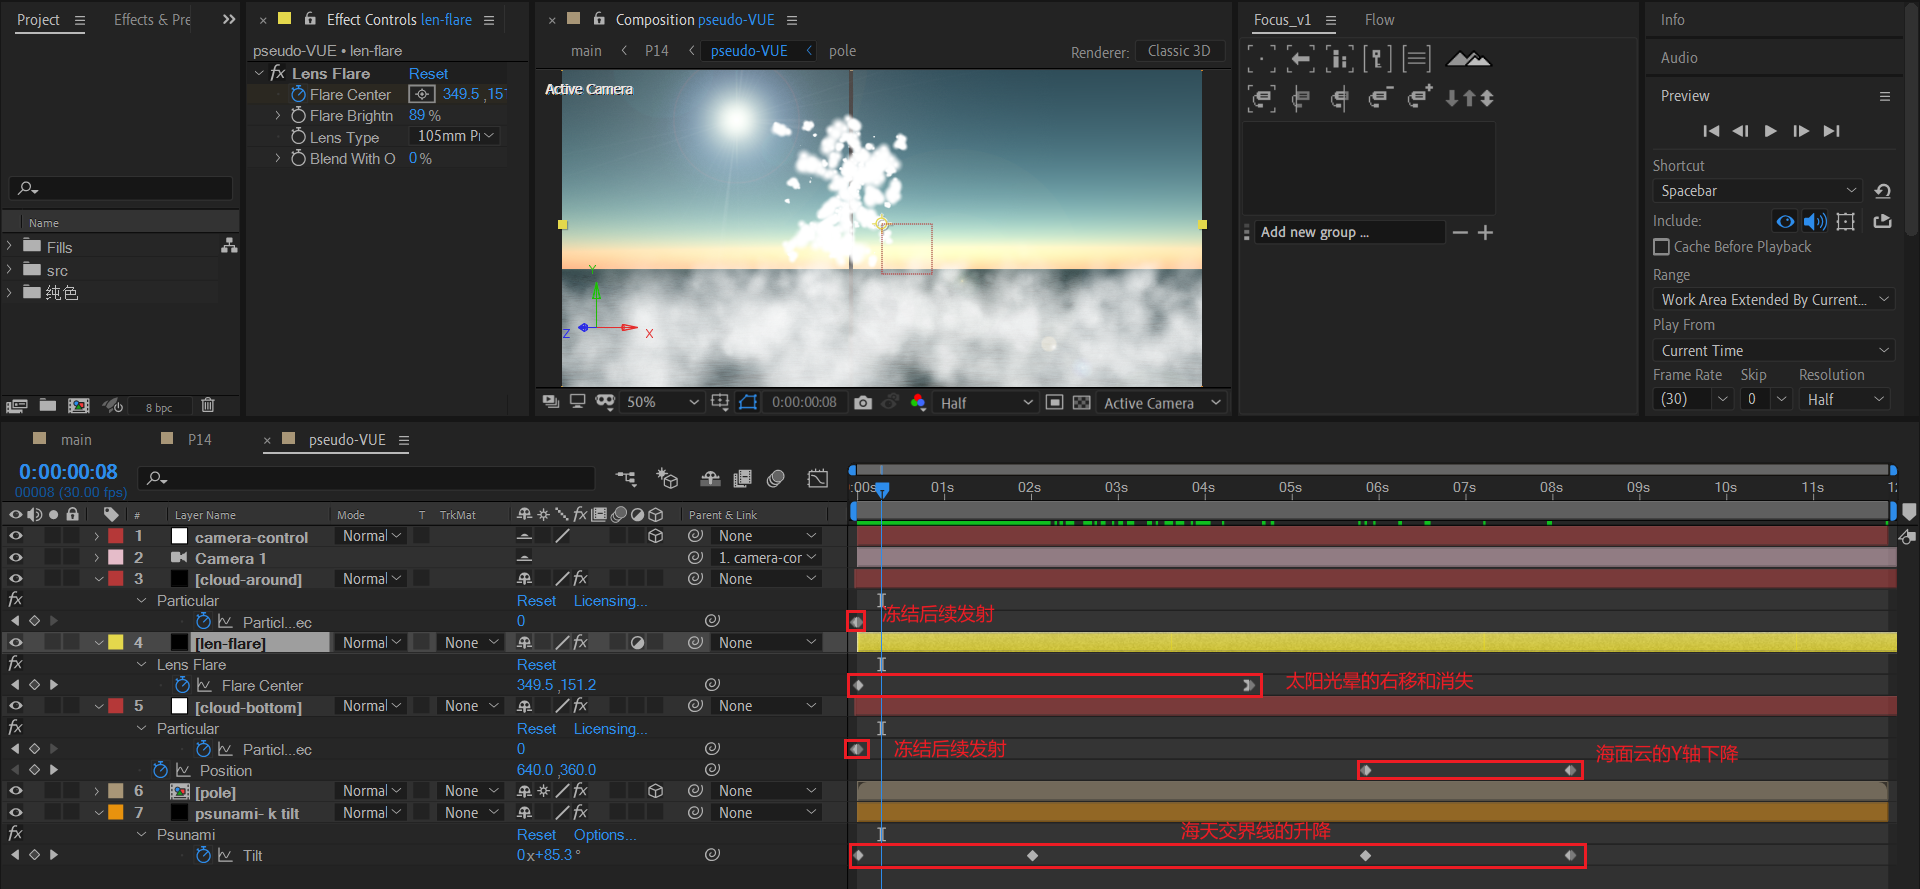 Project
Effects & Pre
Effect Controls len-flare
pseudo-VUE • len-flare
Lens Flare Reset
Flare Center 349.5 ,151
Flare Brightn 89 %
Lens Type 105mm Pr
Blend With O 0 %
Name
Fills
src
纯色
8 bpc
Composition pseudo-VUE
main P14 pseudo-VUE pole
Renderer: Classic 3D
Active Camera
Y
Z
X
50%
0:00:00:08
Half
Active Camera
Focus_v1
Flow
Add new group ...
Info
Audio
Preview
Shortcut
Spacebar
Include:
Cache Before Playback
Range
Work Area Extended By Current...
Play From
Current Time
Frame Rate Skip Resolution
(30) 0 Half
main
P14
pseudo-VUE
0:00:00:08
00008 (30.00 fps)
:00s 01s 02s 03s 04s 05s 06s 07s 08s 09s 10s 11s 12
# Layer Name Mode T TrkMat Parent & Link
1 camera-control Normal None
2 Camera 1 1. camera-cor
3 [cloud-around] Normal None
Particular Reset Licensing...
Particl...ec 0 冻结后续发射
4 [len-flare] Normal None None
Lens Flare Reset
Flare Center 349.5 ,151.2 太阳光晕的右移和消失
5 [cloud-bottom] Normal None None
Particular Reset Licensing...
Particl...ec 0 冻结后续发射
Position 640.0 ,360.0 海面云的Y轴下降
6 [pole] Normal None None
7 psunami- k tilt Normal None None
Psunami Reset Options... 海天交界线的升降
Tilt 0x+85.3 °